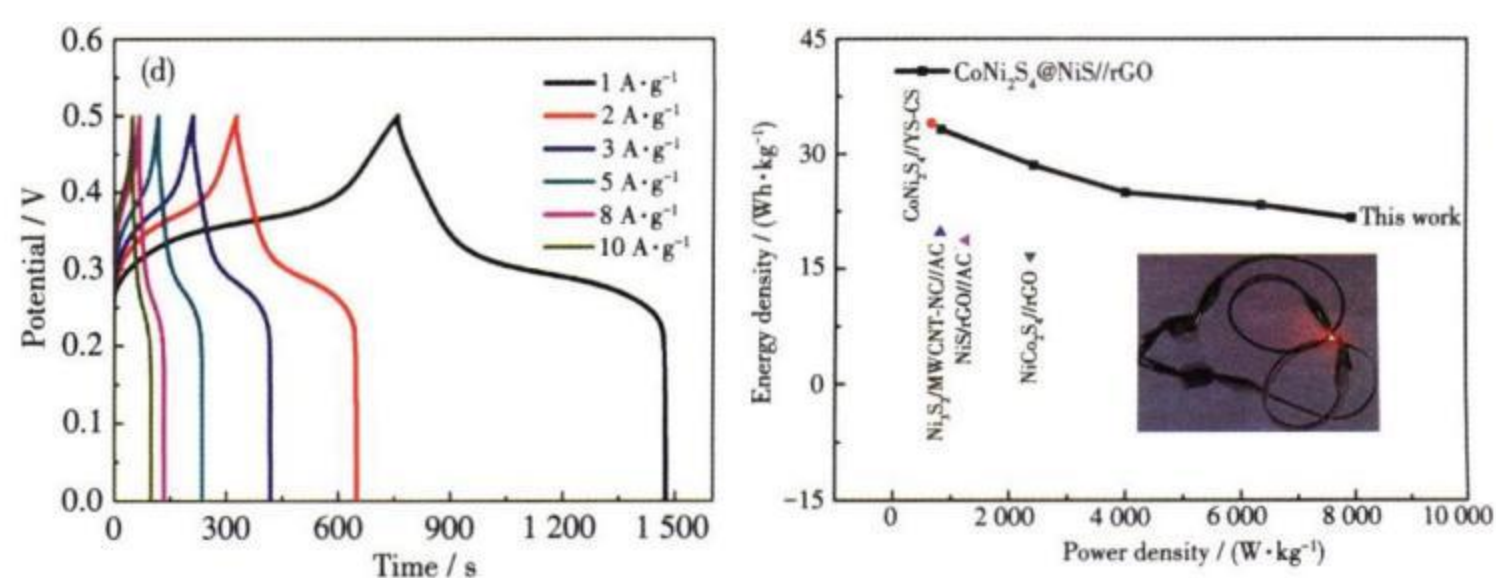 (d)
1 A·g⁻¹
2 A·g⁻¹
3 A·g⁻¹
5 A·g⁻¹
8 A·g⁻¹
10 A·g⁻¹
0.6
0.5
0.4
0.3
0.2
0.1
0.0
Potential / V
0 300 600 900 1 200 1 500
Time / s
45
30
15
0
-15
Energy density / (Wh·kg⁻¹)
CoNi₂S₄@NiS//rGO
CoNi₂S₄//YS-CS
This work
Ni₃S₂/MWCNT-NC//AC
NiS/rGO//AC
NiCo₂S₄//rGO
0 2 000 4 000 6 000 8 000 10 000
Power density / (W·kg⁻¹)